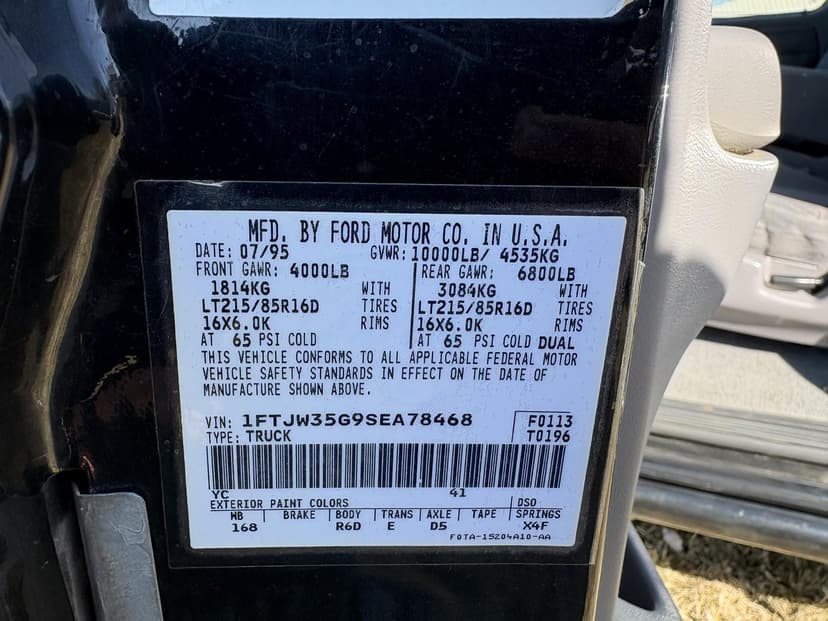 MFD. BY FORD MOTOR CO. IN U.S.A.
DATE: 07/95 GVWR: 10000LB/ 4535KG
FRONT GAWR: 4000LB REAR GAWR: 6800LB
1814KG WITH 3084KG WITH
LT215/85R16D TIRES LT215/85R16D TIRES
16X6.0K RIMS 16X6.0K RIMS
AT 65 PSI COLD AT 65 PSI COLD DUAL
THIS VEHICLE CONFORMS TO ALL APPLICABLE FEDERAL MOTOR
VEHICLE SAFETY STANDARDS IN EFFECT ON THE DATE OF
MANUFACTURE SHOWN ABOVE.
VIN: 1FTJW35G9SEA78468 F0113
TYPE: TRUCK T0196
YC 41
EXTERIOR PAINT COLORS DSO
WB BRAKE BODY TRANS AXLE TAPE SPRINGS
168 R6D E D5 X4F
F0TA-15204A10-AA